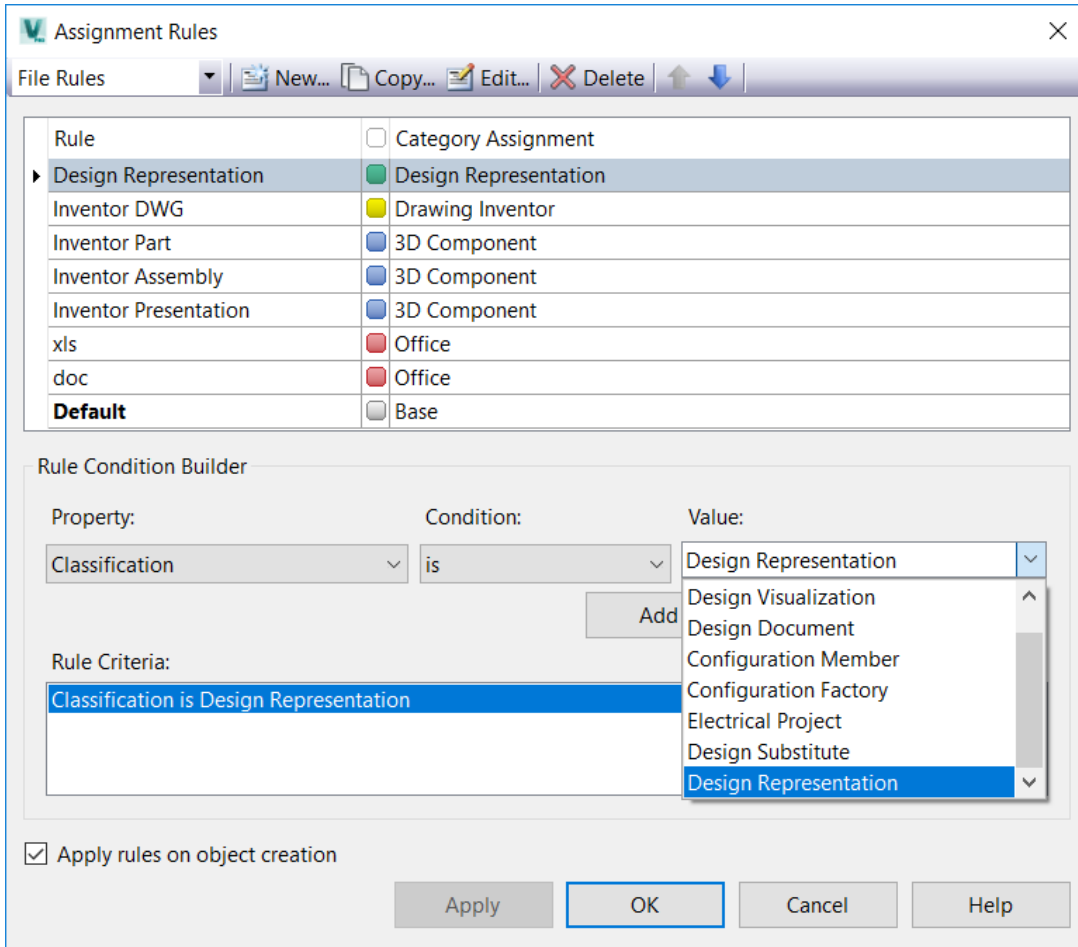 Assignment Rules
File Rules New... Copy... Edit... Delete
Rule Category Assignment
Design Representation Design Representation
Inventor DWG Drawing Inventor
Inventor Part 3D Component
Inventor Assembly 3D Component
Inventor Presentation 3D Component
xls Office
doc Office
Default Base
Rule Condition Builder
Property: Condition: Value:
Classification is Design Representation
Add
Design Visualization
Design Document
Configuration Member
Configuration Factory
Electrical Project
Design Substitute
Design Representation
Rule Criteria:
Classification is Design Representation
Apply rules on object creation
Apply OK Cancel Help